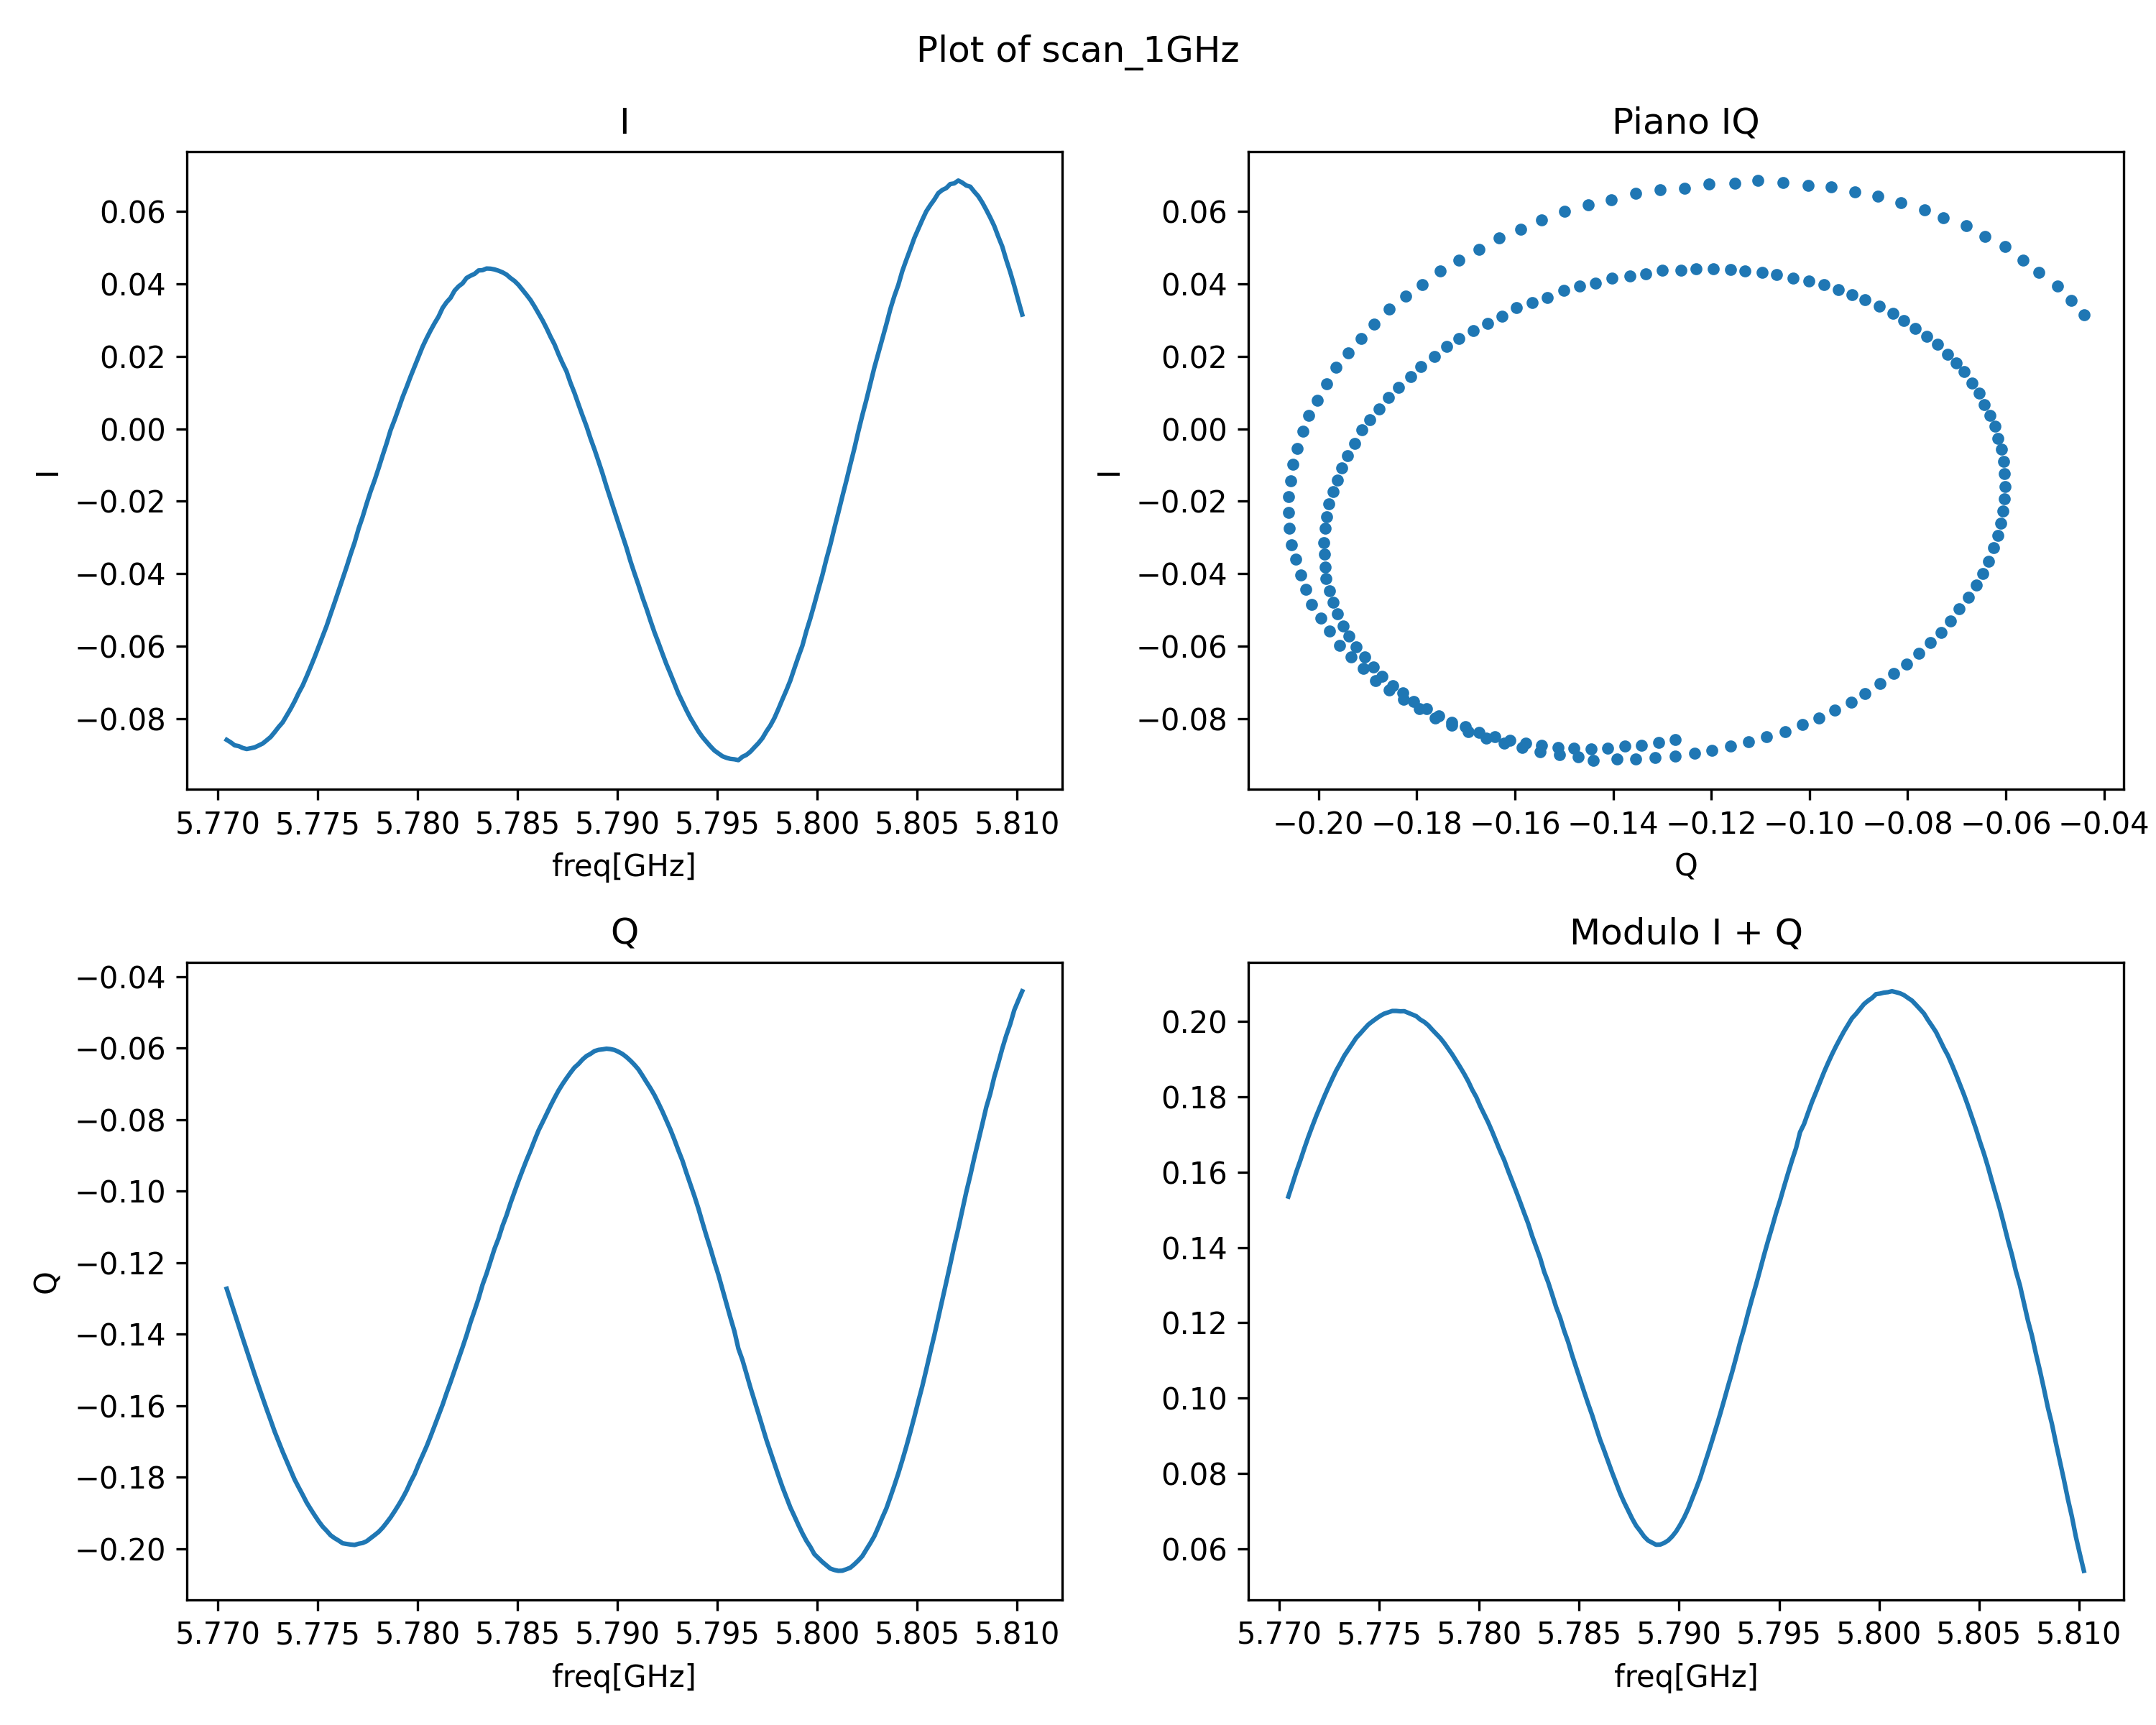 Plot of scan_1GHz
I
0.06
0.04
0.02
0.00
−0.02
−0.04
−0.06
−0.08
I
5.770 5.775 5.780 5.785 5.790 5.795 5.800 5.805 5.810
freq[GHz]
Piano IQ
0.06
0.04
0.02
0.00
−0.02
−0.04
−0.06
−0.08
I
−0.20 −0.18 −0.16 −0.14 −0.12 −0.10 −0.08 −0.06 −0.04
Q
Q
−0.04
−0.06
−0.08
−0.10
−0.12
−0.14
−0.16
−0.18
−0.20
Q
5.770 5.775 5.780 5.785 5.790 5.795 5.800 5.805 5.810
freq[GHz]
Modulo I + Q
0.20
0.18
0.16
0.14
0.12
0.10
0.08
0.06
5.770 5.775 5.780 5.785 5.790 5.795 5.800 5.805 5.810
freq[GHz]